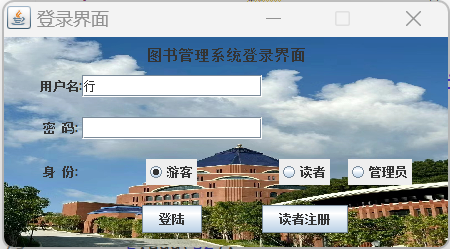 登录界面
图书管理系统登录界面
用户名:行
密 码:
身 份: 游客 读者 管理员
登陆 读者注册